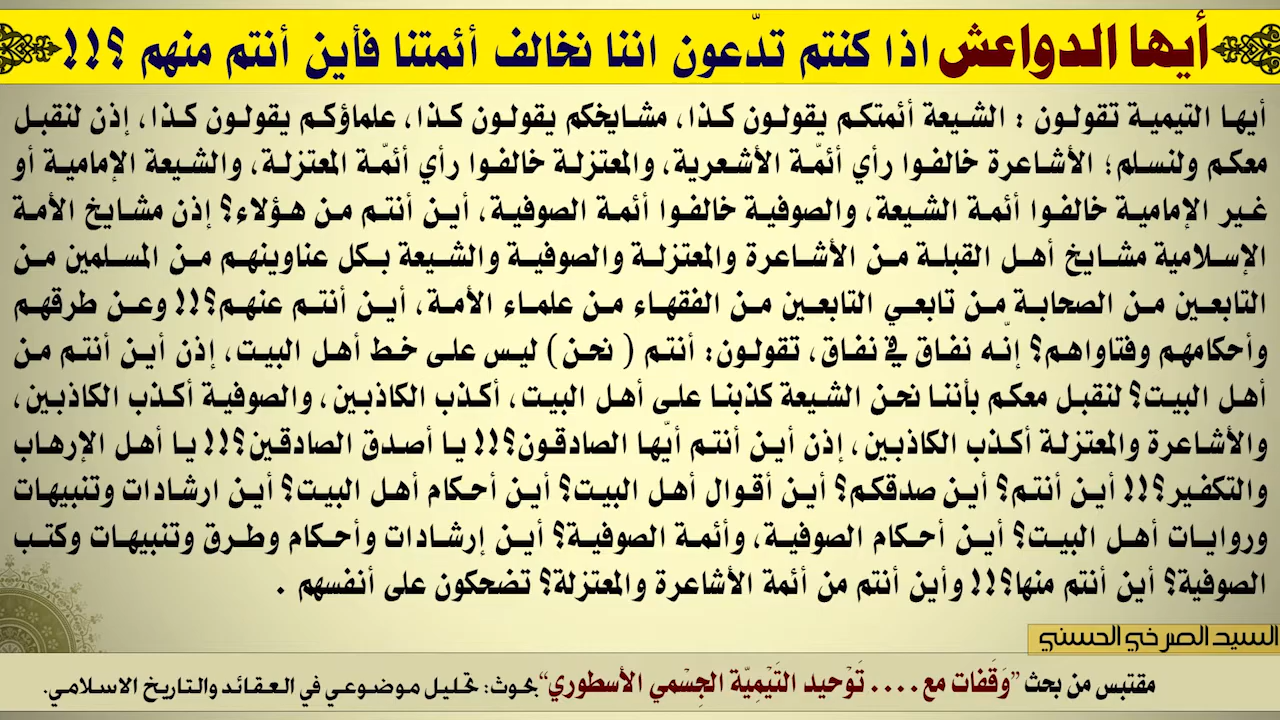 أيها الدواعش اذا كنتم تدّعون اننا نخالف أئمتنا فأين أنتم منهم ؟!!
أيها التيمية تقولون : الشيعة أئمتكم يقولون كذا، مشايخكم يقولون كذا، علماؤكم يقولون كذا، إذن لنقبل
معكم ولنسلم؛ الأشاعرة خالفوا رأي أئمّة الأشعرية، والمعتزلة خالفوا رأي أئمّة المعتزلة، والشيعة الإمامية أو
غير الإمامية خالفوا أئمة الشيعة، والصوفية خالفوا أئمة الصوفية، أين أنتم من هؤلاء؟ إذن مشايخ الأمة
الإسلامية مشايخ أهل القبلة من الأشاعرة والمعتزلة والصوفية والشيعة بكل عناوينهم من المسلمين من
التابعين من الصحابة من تابعي التابعين من الفقهاء من علماء الأمة، أين أنتم عنهم؟!! وعن طرقهم
وأحكامهم وفتاواهم؟ إنّه نفاق في نفاق، تقولون: أنتم ( نحن) ليس على خط أهل البيت، إذن أين أنتم من
أهل البيت؟ لنقبل معكم بأننا نحن الشيعة كذبنا على أهل البيت، أكذب الكاذبين، والصوفية أكذب الكاذبين،
والأشاعرة والمعتزلة أكذب الكاذبين، إذن أين أنتم أيّها الصادقون؟!! يا أصدق الصادقين؟!! يا أهل الإرهاب
والتكفير؟!! أين أنتم؟ أين صدقكم؟ أين أقوال أهل البيت؟ أين أحكام أهل البيت؟ أين ارشادات وتنبيهات
وروايات أهل البيت؟ أين أحكام الصوفية، وأئمة الصوفية؟ أين إرشادات وأحكام وطرق وتنبيهات وكتب
الصوفية؟ أين أنتم منها؟!! وأين أنتم من أئمة الأشاعرة والمعتزلة؟ تضحكون على أنفسهم .
السيد الصرخي الحسني
مقتبس من بحث "وَقَفات مع.... تَوْحيد التَيْمِيّة الجِسْمي الأسطوري" بحوث: تحليل موضوعي في العقائد والتاريخ الاسلامي.